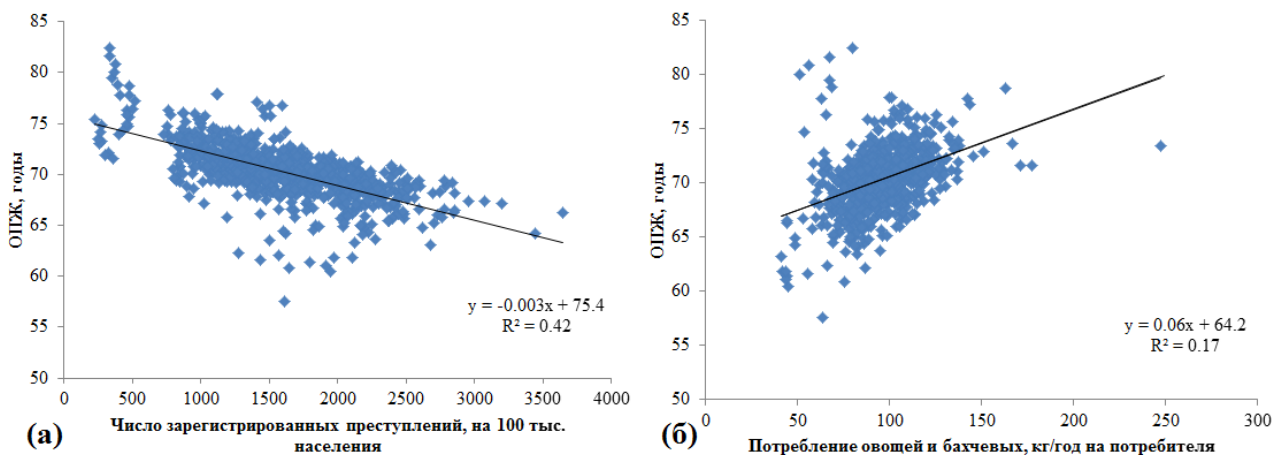 85
80
75
70
65
60
55
50
ОПЖ, годы
y = -0.003x + 75.4
R² = 0.42
0 500 1000 1500 2000 2500 3000 3500 4000
(а)
Число зарегистрированных преступлений, на 100 тыс.
населения
85
80
75
70
65
60
55
50
ОПЖ, годы
y = 0.06x + 64.2
R² = 0.17
0 50 100 150 200 250 300
(б)
Потребление овощей и бахчевых, кг/год на потребителя